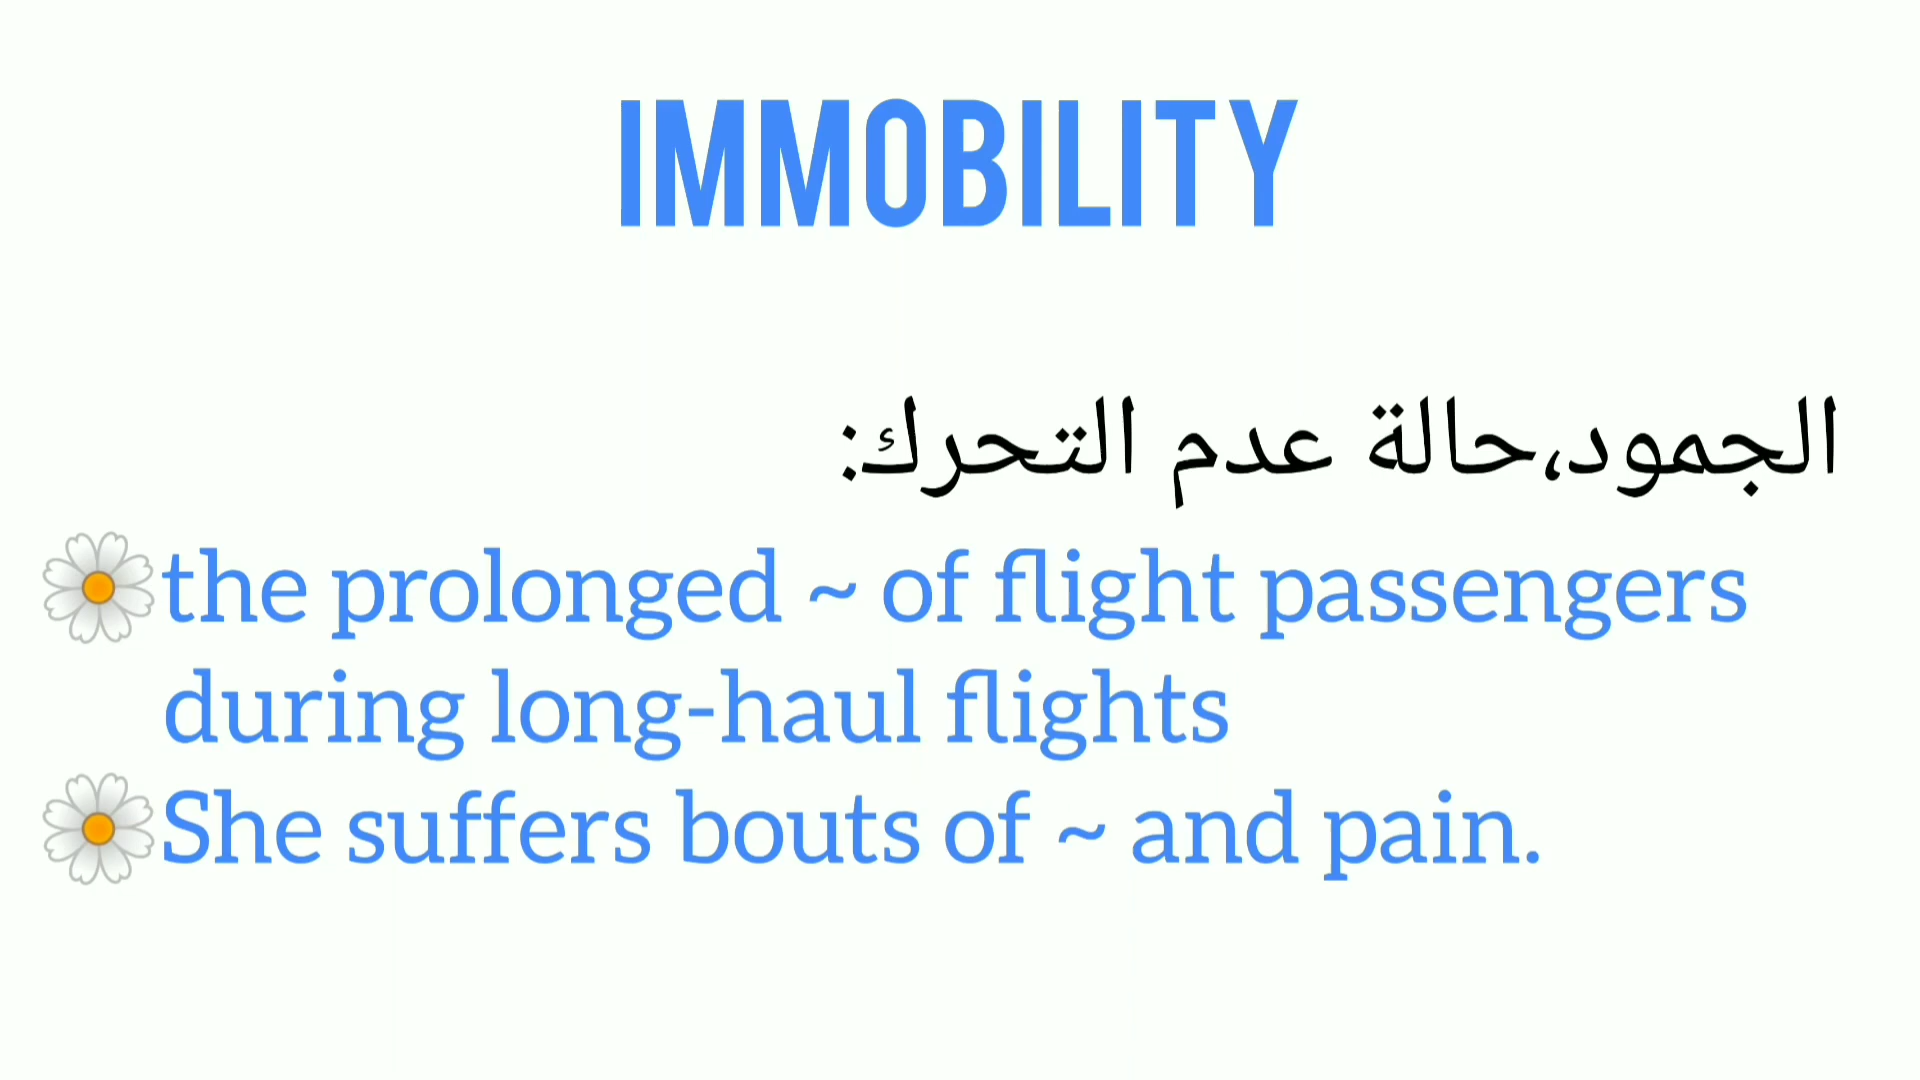 IMMOBILITY
الجمود،حالة عدم التحرك:
the prolonged ~ of flight passengers
during long-haul flights
She suffers bouts of ~ and pain.